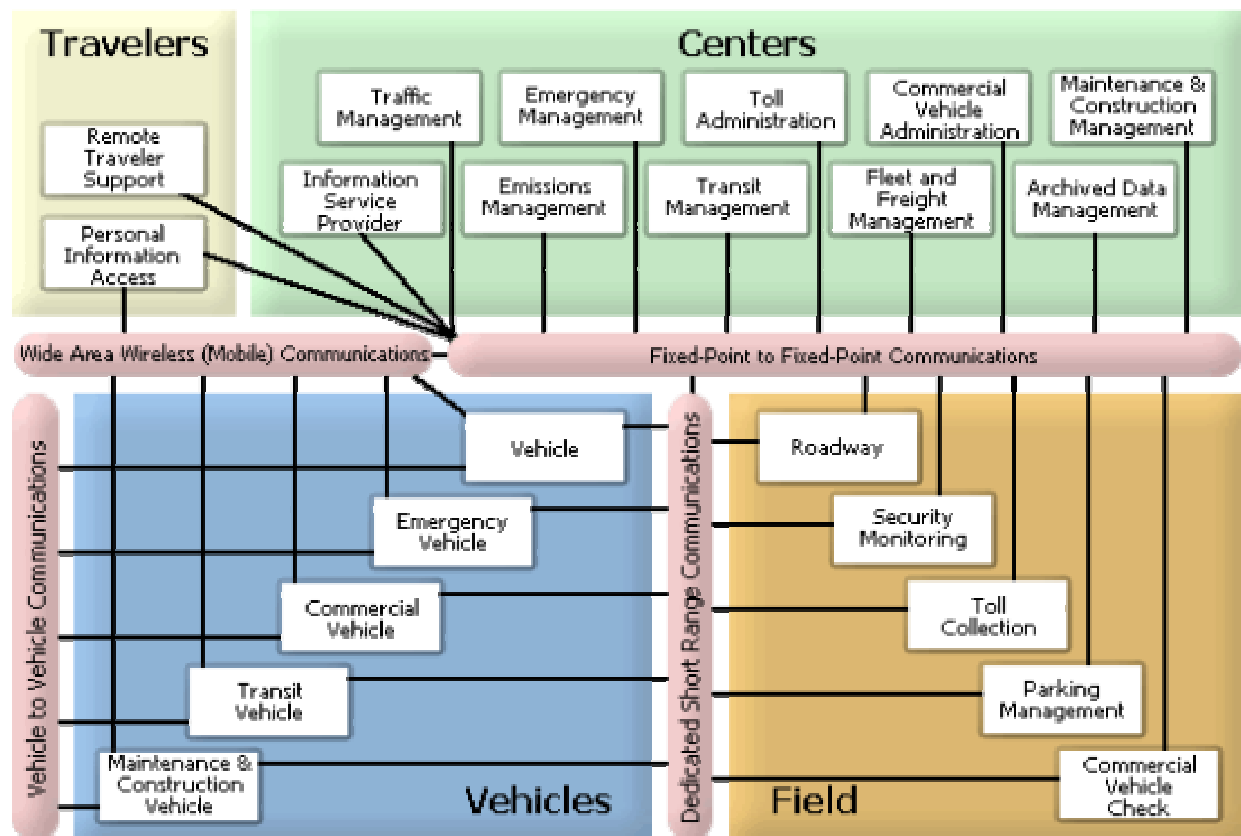 Travelers
Remote
Traveler
Support
Personal
Information
Access
Centers
Traffic
Management
Emergency
Management
Toll
Administration
Commercial
Vehicle
Administration
Maintenance &
Construction
Management
Information
Service
Provider
Emissions
Management
Transit
Management
Fleet and
Freight
Management
Archived Data
Management
Wide Area Wireless (Mobile) Communications
Fixed-Point to Fixed-Point Communications
Vehicle to Vehicle Communications
Vehicle
Emergency
Vehicle
Commercial
Vehicle
Transit
Vehicle
Maintenance &
Construction
Vehicle
Vehicles
Dedicated Short Range Communications
Roadway
Security
Monitoring
Toll
Collection
Parking
Management
Commercial
Vehicle
Check
Field